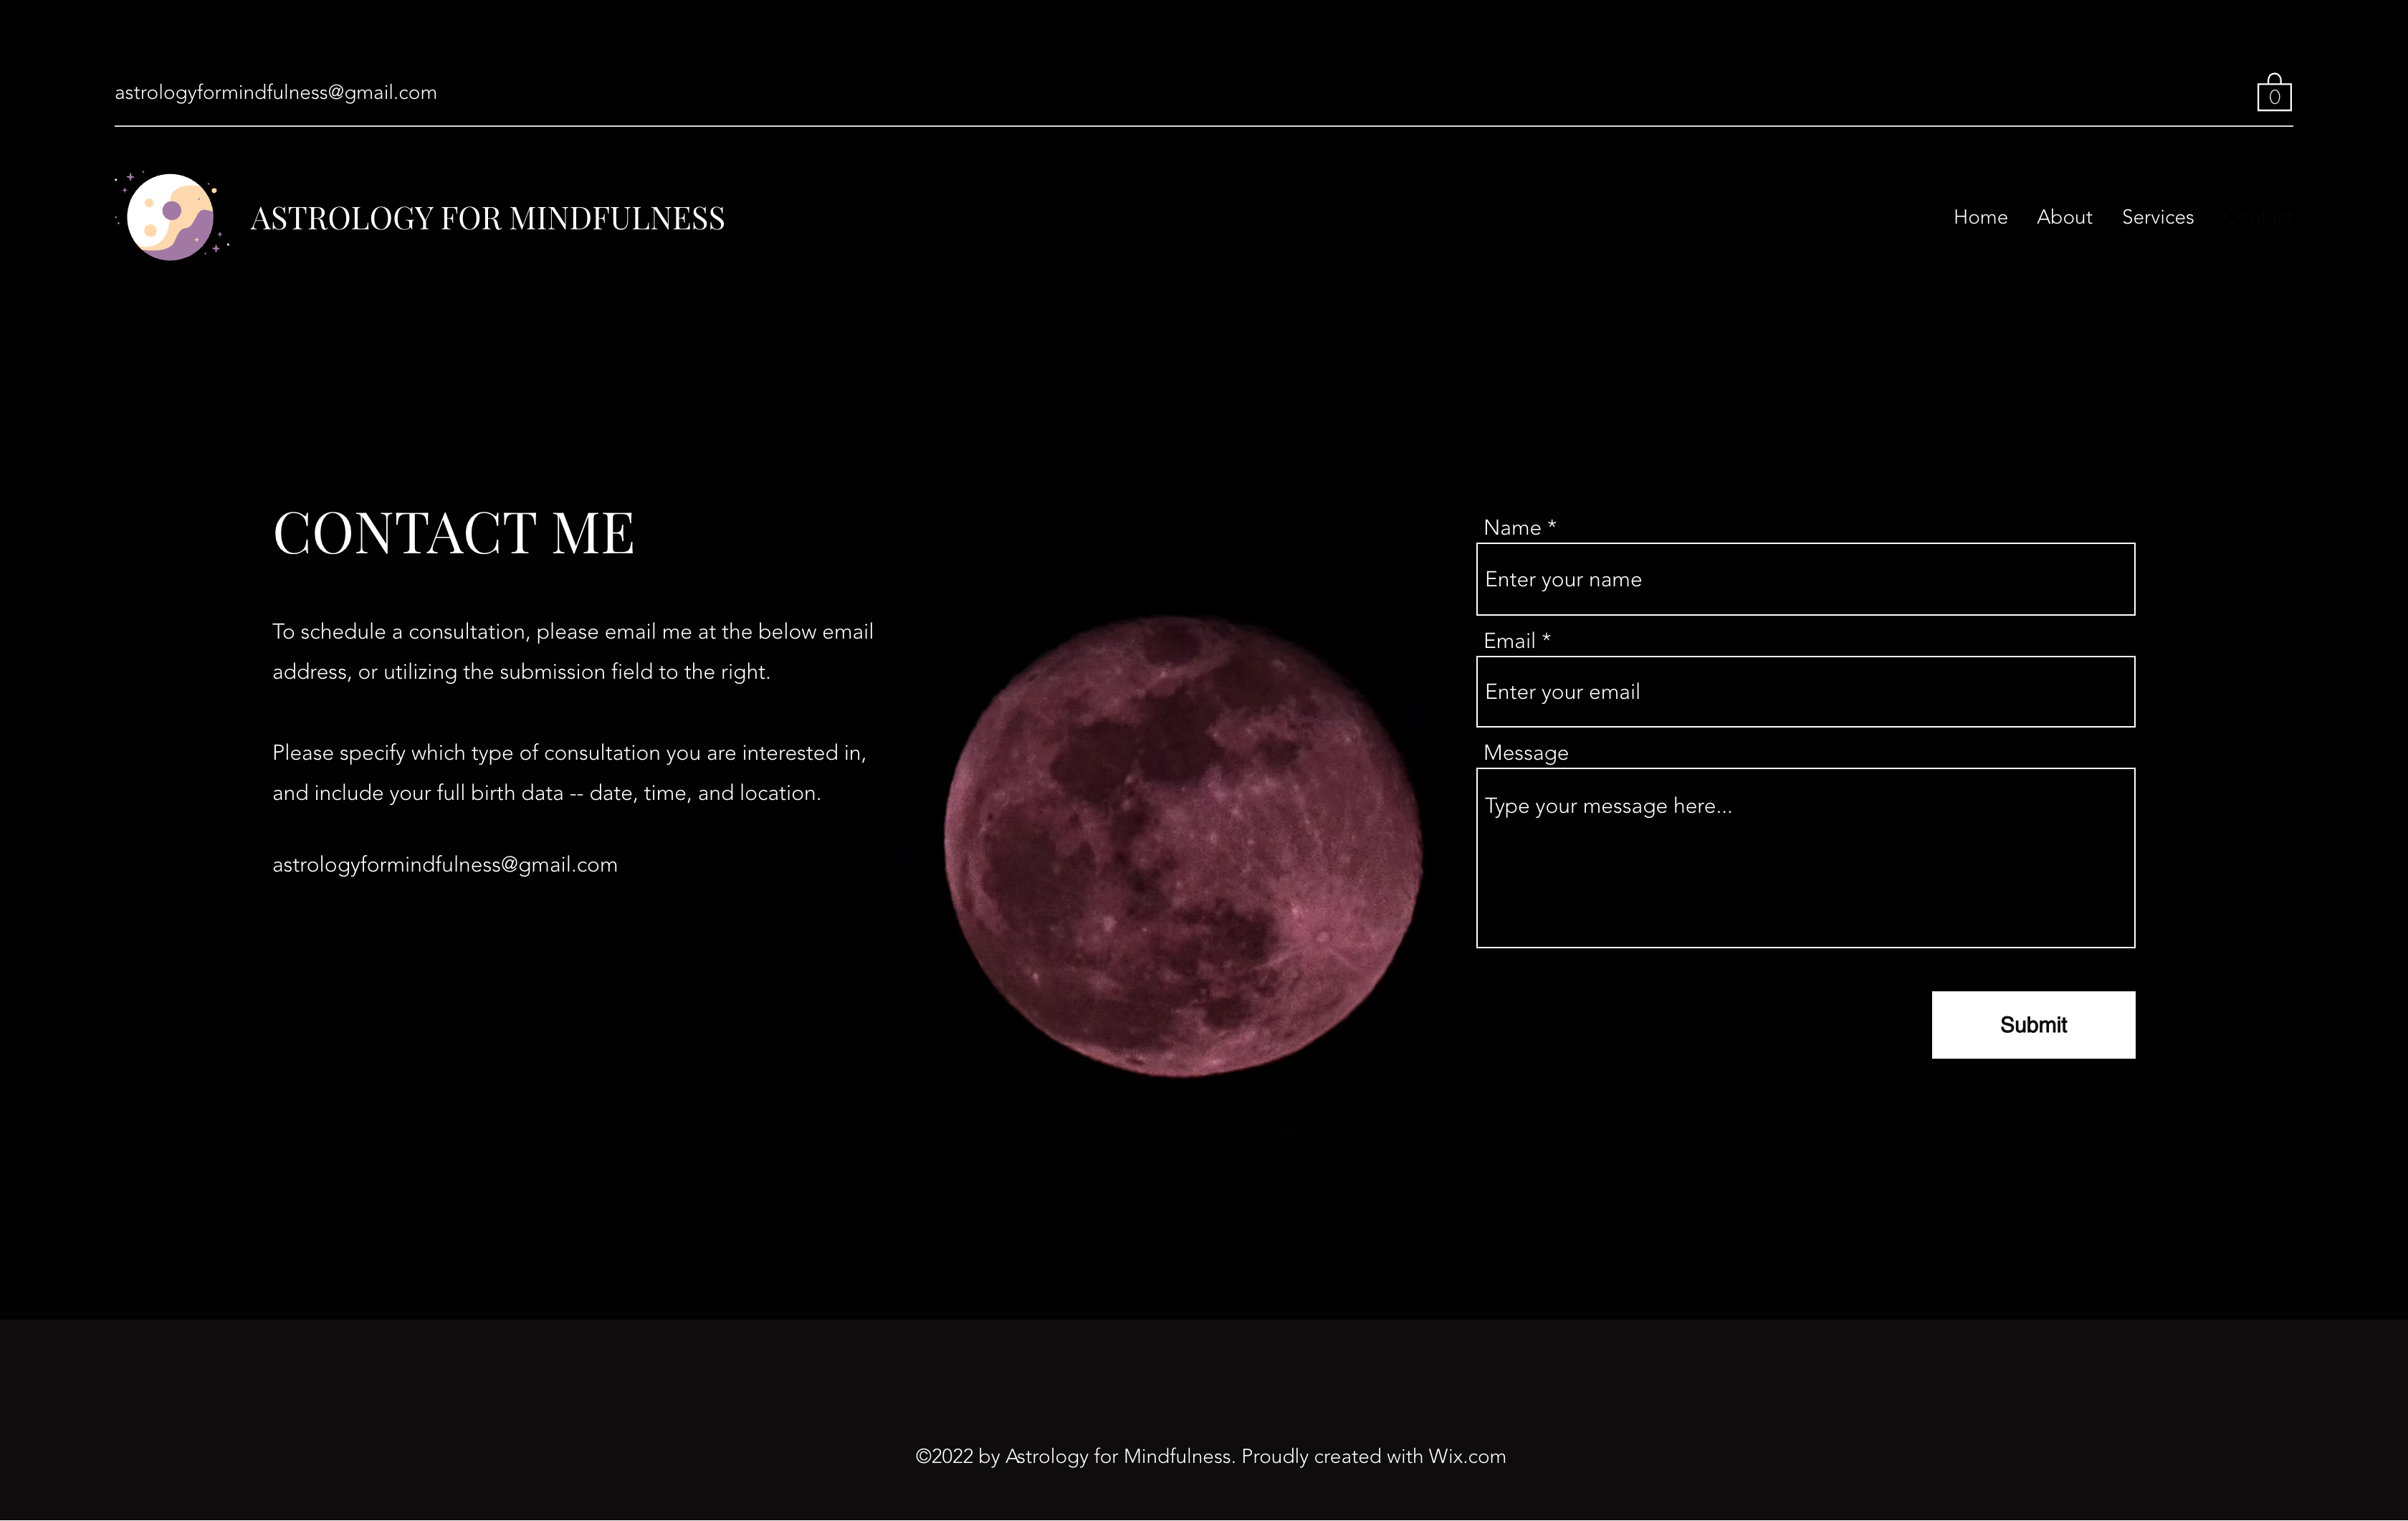 astrologyformindfulness@gmail.com
0
ASTROLOGY FOR MINDFULNESS
Home About Services Contact
CONTACT ME
To schedule a consultation, please email me at the below email
address, or utilizing the submission field to the right.
Please specify which type of consultation you are interested in,
and include your full birth data -- date, time, and location.
astrologyformindfulness@gmail.com
Name *
Enter your name
Email *
Enter your email
Message
Type your message here...
Submit
©2022 by Astrology for Mindfulness. Proudly created with Wix.com